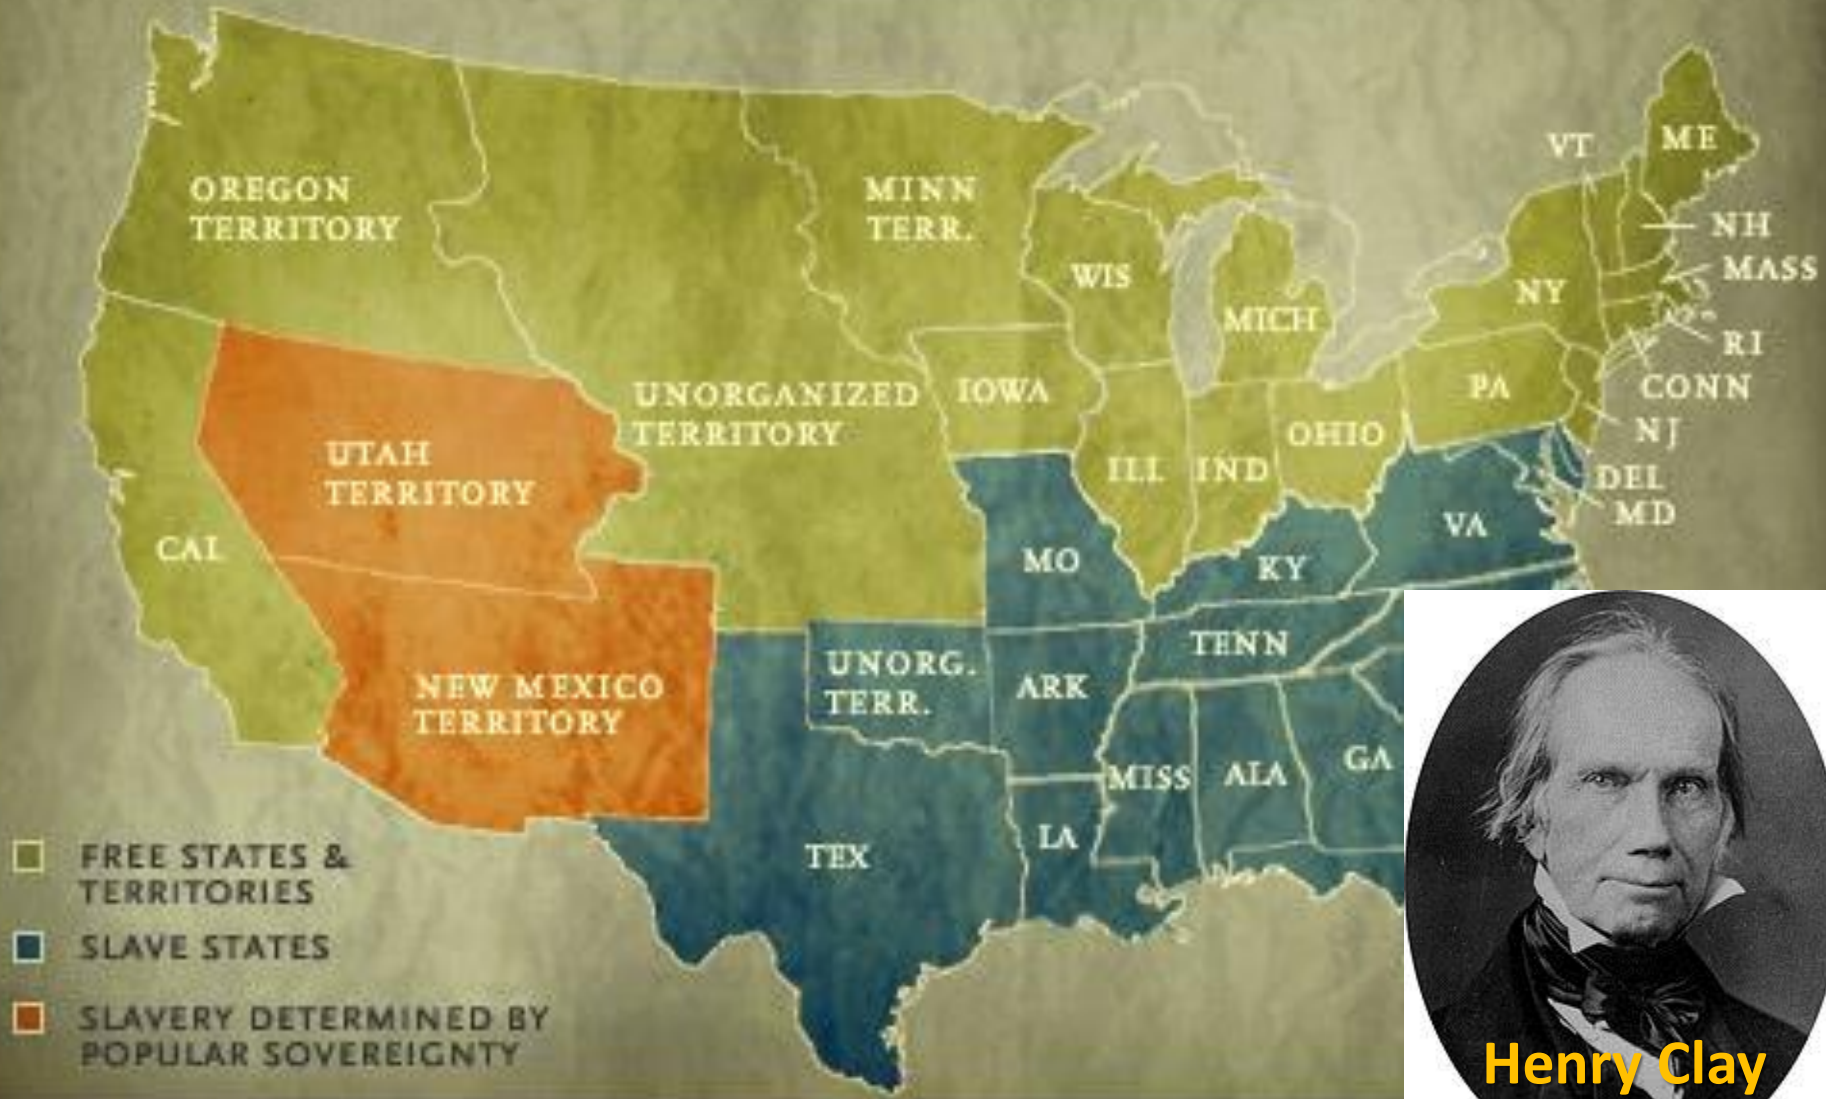 VT
ME
OREGON
TERRITORY
MINN
TERR.
NH
MASS
WIS
NY
MICH
RI
UNORGANIZED
TERRITORY
IOWA
PA
CONN
NJ
OHIO
UTAH
TERRITORY
ILL
IND
DEL
MD
VA
CAL
MO
KY
TENN
UNORG.
TERR.
ARK
NEW MEXICO
TERRITORY
MISS
ALA
GA
LA
TEX
FREE STATES &
TERRITORIES
SLAVE STATES
SLAVERY DETERMINED BY
POPULAR SOVEREIGNTY
Henry Clay